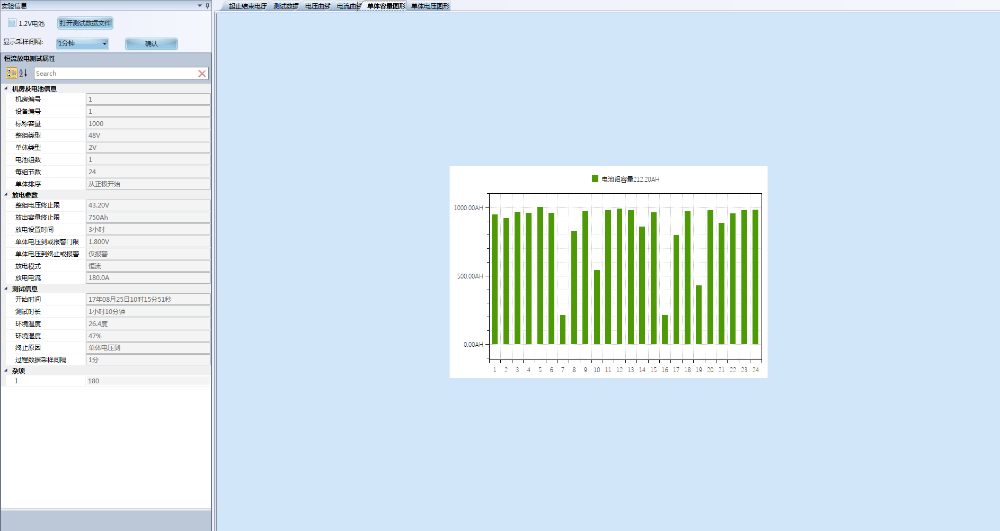 实验信息
1.2V电池
打开测试数据文件
显示采样间隔:
1分钟
确认
恒流放电测试属性
Search
机房及电池信息
机房编号 1
设备编号 1
标称容量 1000
整组类型 48V
单体类型 2V
电池组数 1
每组节数 24
单体排序 从正极开始
放电参数
整组电压终止限 43.20V
放出容量终止限 750Ah
放电设置时间 3小时
单体电压到或报警门限 1.800V
单体电压到终止或报警 仅报警
放电模式 恒流
放电电流 180.0A
测试信息
开始时间 17年08月25日10时15分51秒
测试时长 1小时10分钟
环境温度 26.4度
环境湿度 47%
终止原因 单体电压到
过程数据采样间隔 1分
杂项
I 180
起止结束电压 测试数据 电压曲线 电流曲线 单体容量图形 单体电压图形
电池组容量212.20AH
1000.00AH
500.00AH
0.00AH
1 2 3 4 5 6 7 8 9 10 11 12 13 14 15 16 17 18 19 20 21 22 23 24